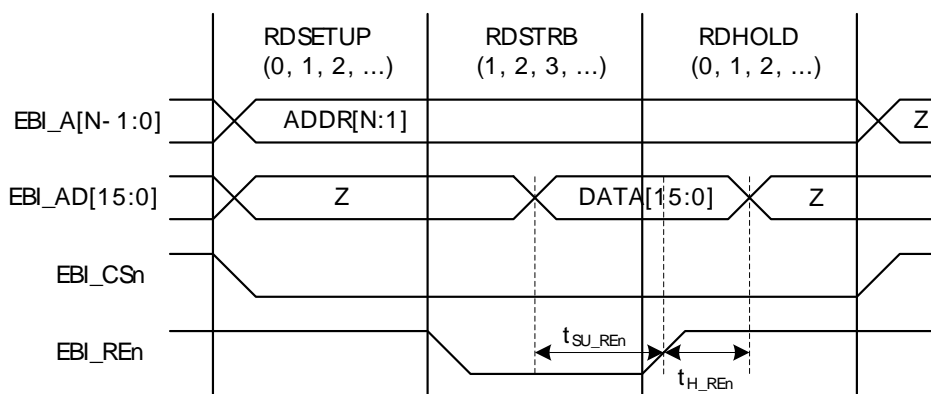 RDSETUP RDSTRB RDHOLD
(0, 1, 2, ...) (1, 2, 3, ...) (0, 1, 2, ...)
EBI_A[N-1:0] ADDR[N:1] Z
EBI_AD[15:0] Z DATA[15:0] Z
EBI_CSn
EBI_REn tSU_REn
tH_REn